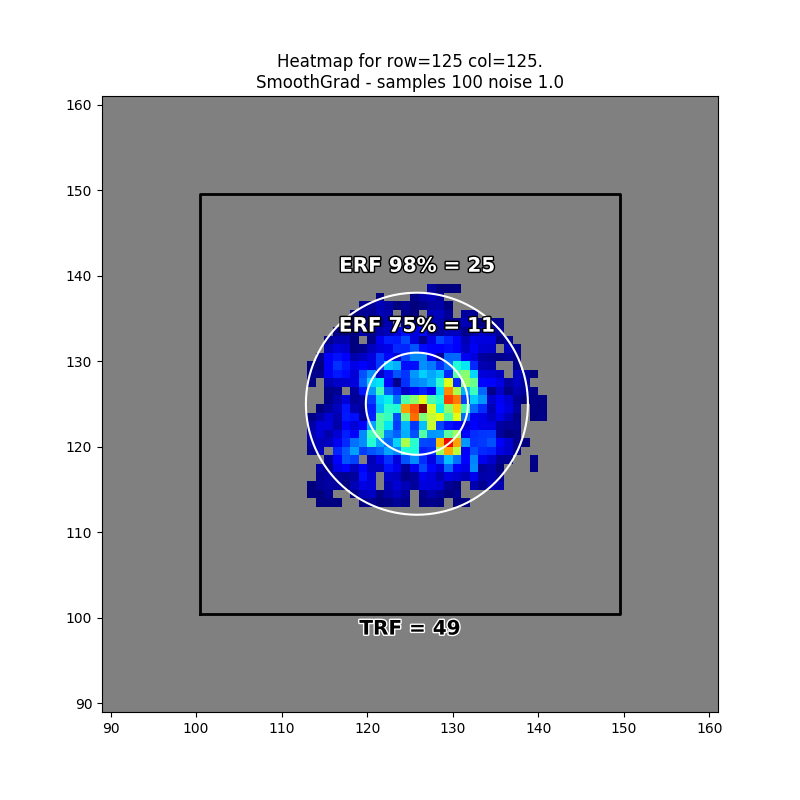 Heatmap for row=125 col=125.
SmoothGrad - samples 100 noise 1.0
160
150
140
130
120
110
100
90
ERF 98% = 25
ERF 75% = 11
TRF = 49
90 100 110 120 130 140 150 160